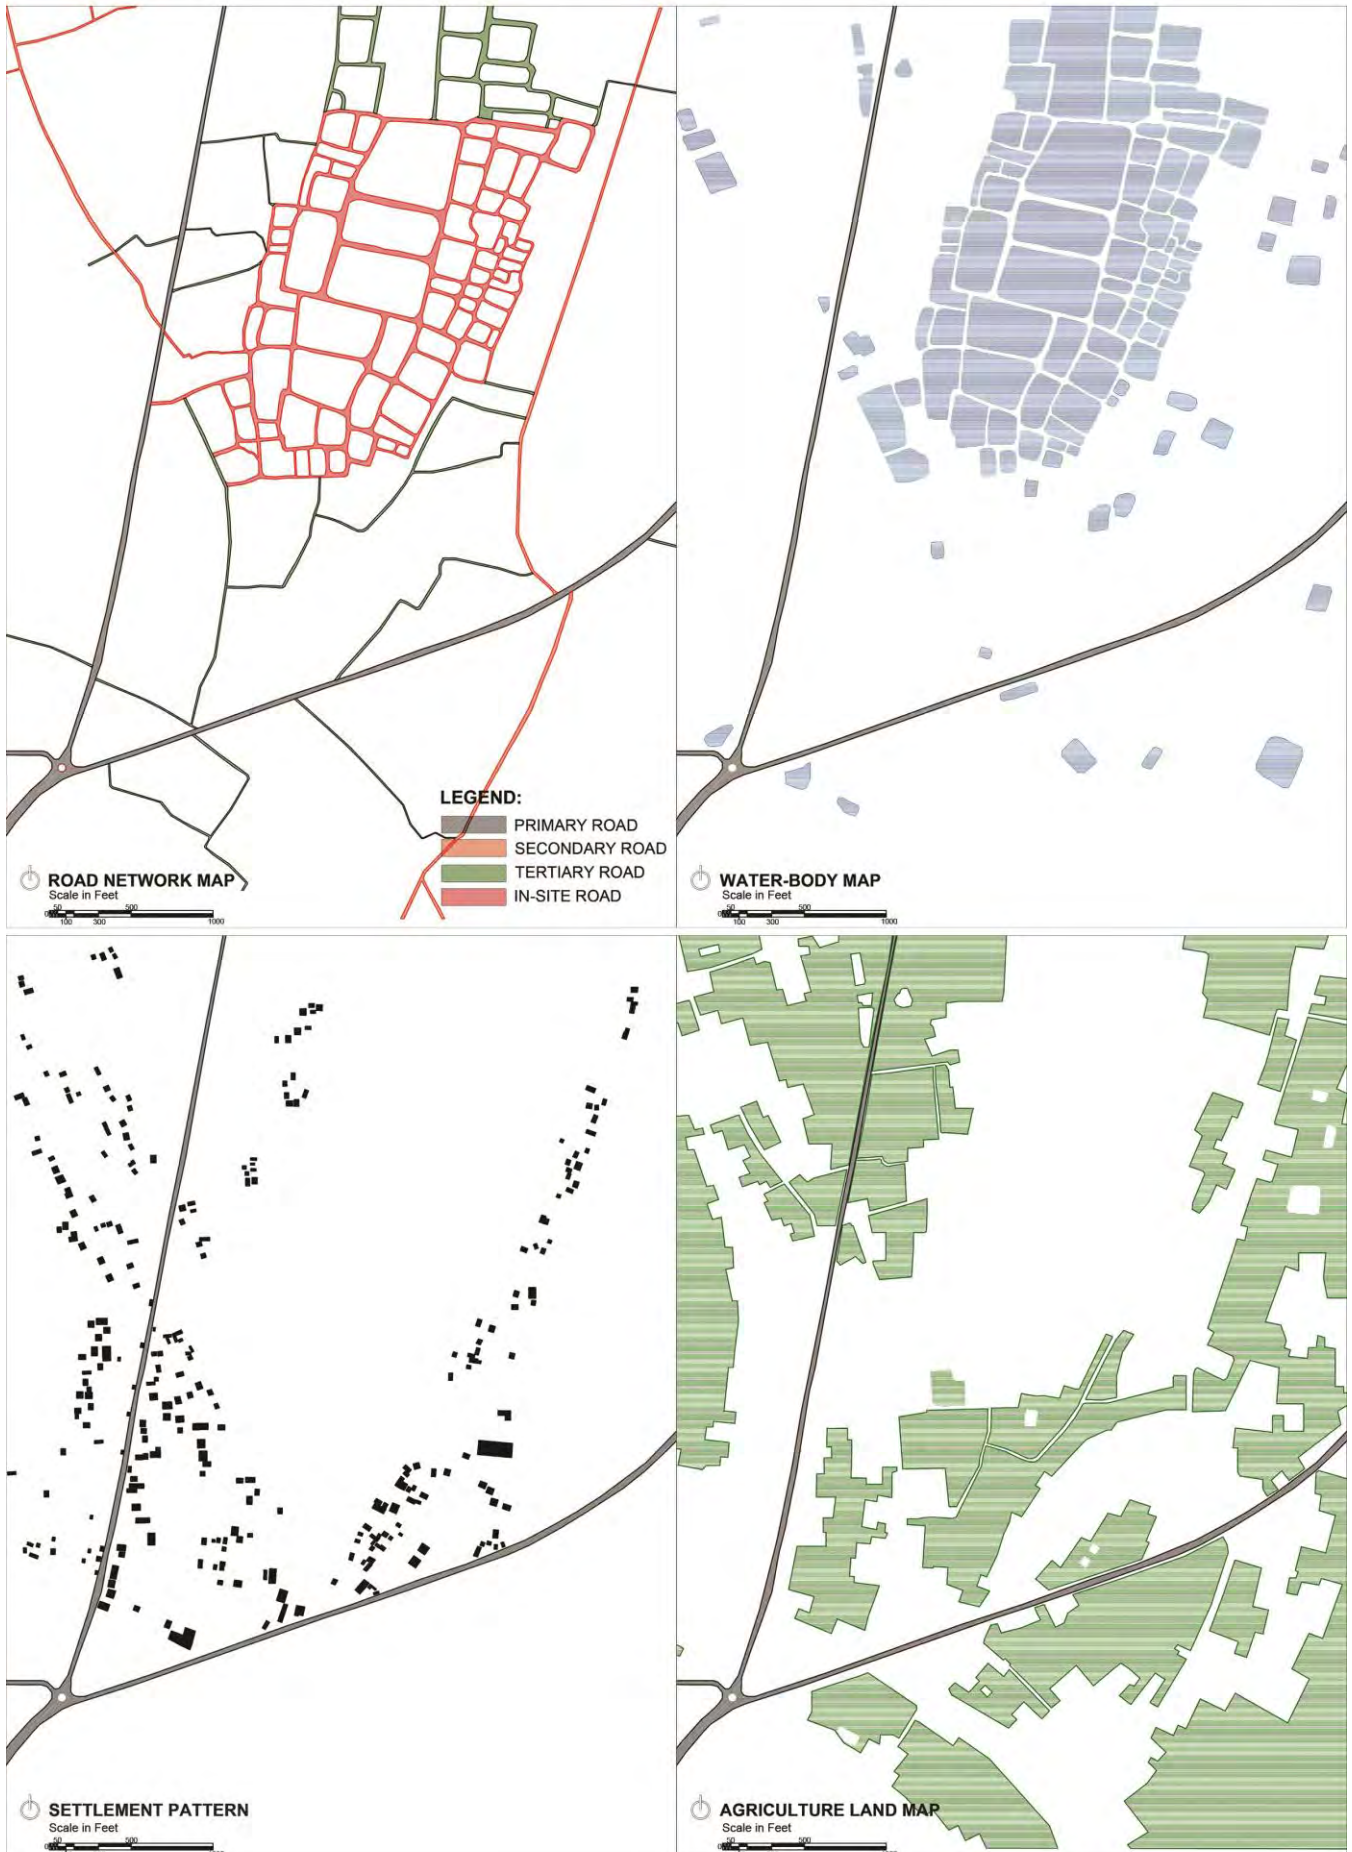 LEGEND:
PRIMARY ROAD
SECONDARY ROAD
TERTIARY ROAD
IN-SITE ROAD
ROAD NETWORK MAP
Scale in Feet
0 50 500
100 300 1000
WATER-BODY MAP
Scale in Feet
0 50 500
100 300 1000
SETTLEMENT PATTERN
Scale in Feet
50 500
AGRICULTURE LAND MAP
Scale in Feet
50 500